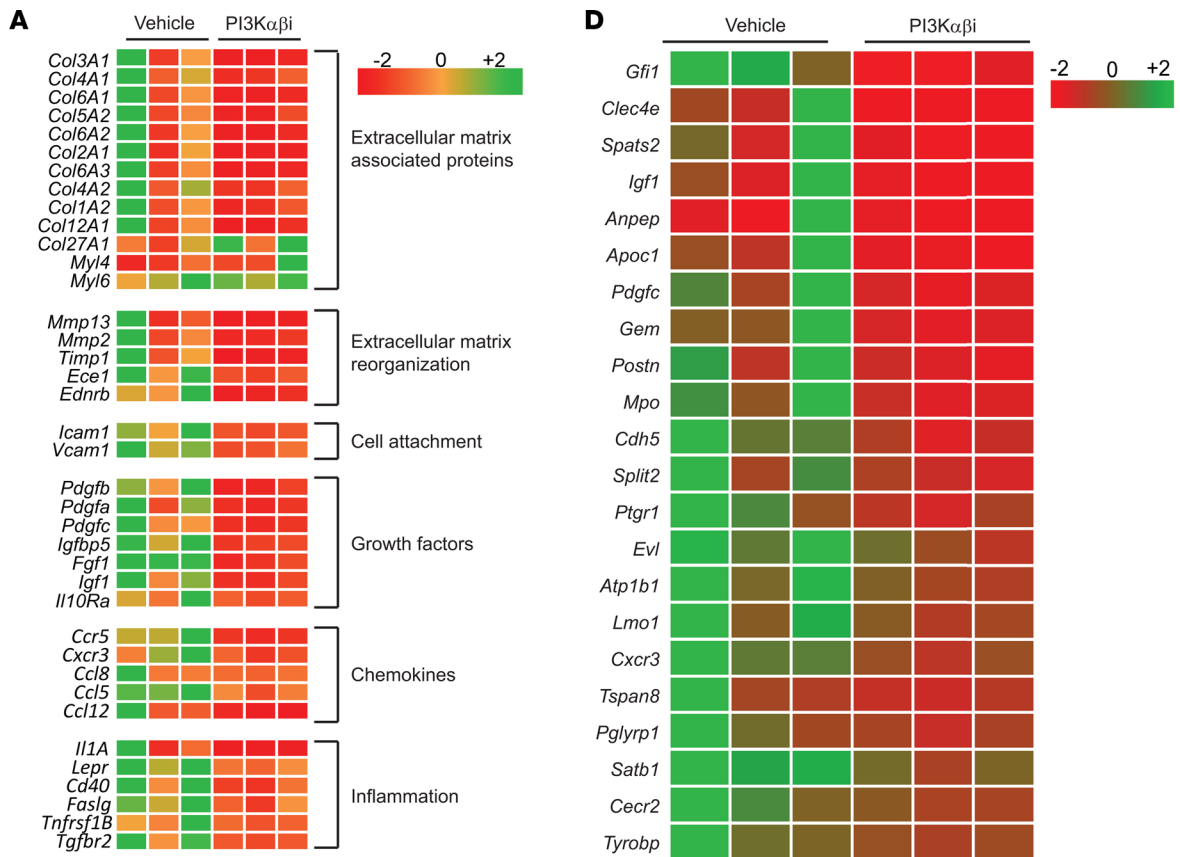 A
Vehicle
PI3Kαβi
-2
0
+2
Col3A1
Col4A1
Col6A1
Col5A2
Col6A2
Col2A1
Col6A3
Col4A2
Col1A2
Col12A1
Col27A1
Myl4
Myl6
Extracellular matrix
associated proteins
Mmp13
Mmp2
Timp1
Ece1
Ednrb
Extracellular matrix
reorganization
Icam1
Vcam1
Cell attachment
Pdgfb
Pdgfa
Pdgfc
Igfbp5
Fgf1
Igf1
Il10Ra
Growth factors
Ccr5
Cxcr3
Ccl8
Ccl5
Ccl12
Chemokines
Il1A
Lepr
Cd40
Faslg
Tnfrsf1B
Tgfbr2
Inflammation
D
Vehicle
PI3Kαβi
-2
0
+2
Gfi1
Clec4e
Spats2
Igf1
Anpep
Apoc1
Pdgfc
Gem
Postn
Mpo
Cdh5
Split2
Ptgr1
Evl
Atp1b1
Lmo1
Cxcr3
Tspan8
Pglyrp1
Satb1
Cecr2
Tyrobp